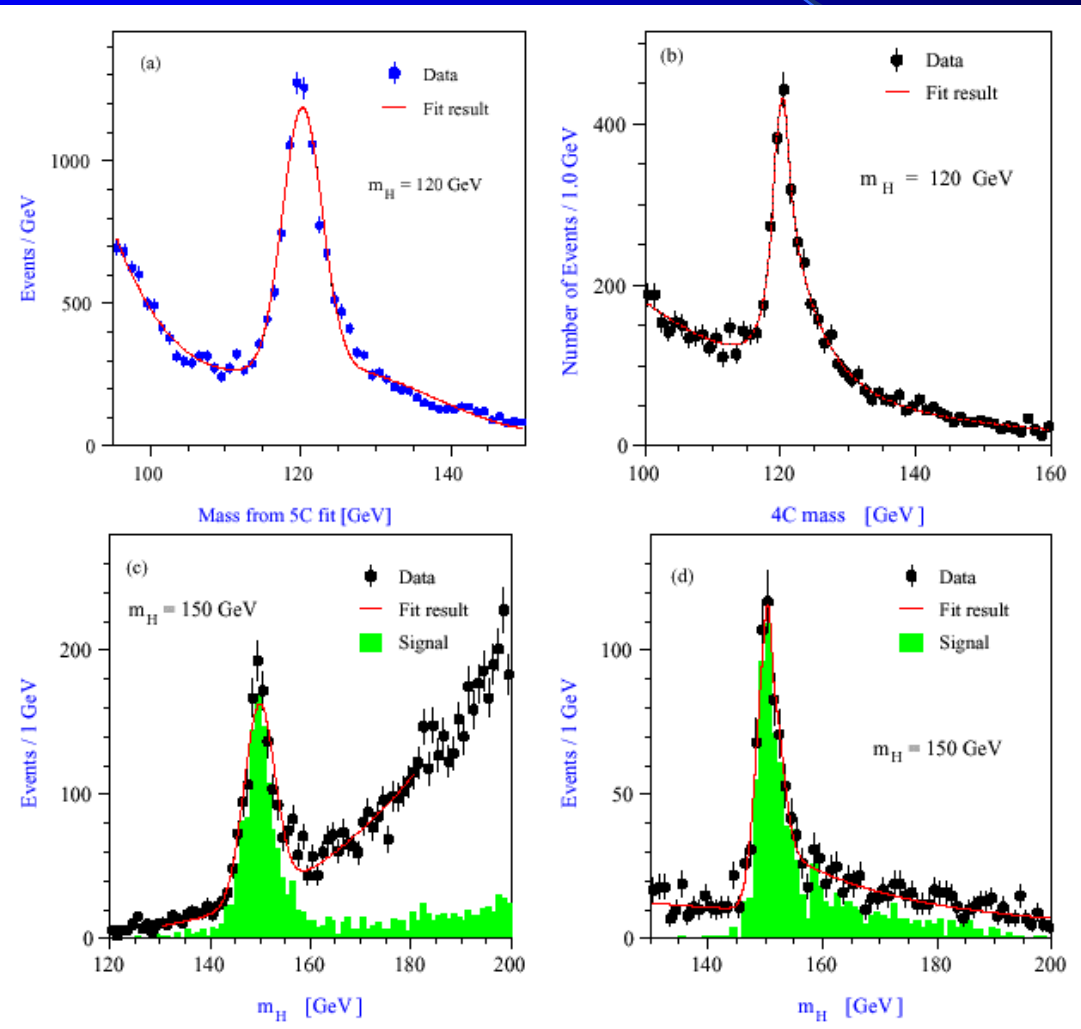 (a)
Data
Fit result
m_H = 120 GeV
1000
500
0
100 120 140
Events / GeV
Mass from 5C fit [GeV]
(b)
Data
Fit result
m_H = 120 GeV
400
200
0
100 120 140 160
Number of Events / 1.0 GeV
4C mass [GeV]
(c)
Data
m_H = 150 GeV
Fit result
Signal
200
100
0
120 140 160 180 200
Events / 1 GeV
m_H [GeV]
(d)
Data
Fit result
Signal
m_H = 150 GeV
100
50
0
140 160 180 200
Events / 1 GeV
m_H [GeV]